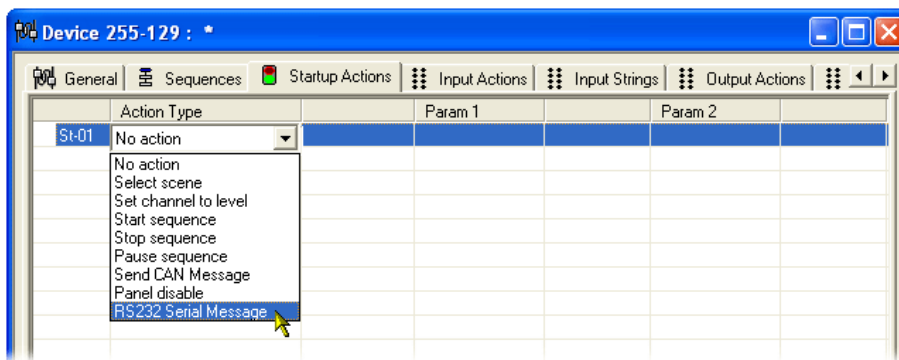 Device 255-129 : *
General Sequences Startup Actions Input Actions Input Strings Output Actions
Action Type Param 1 Param 2
St-01 No action
No action
Select scene
Set channel to level
Start sequence
Stop sequence
Pause sequence
Send CAN Message
Panel disable
RS232 Serial Message